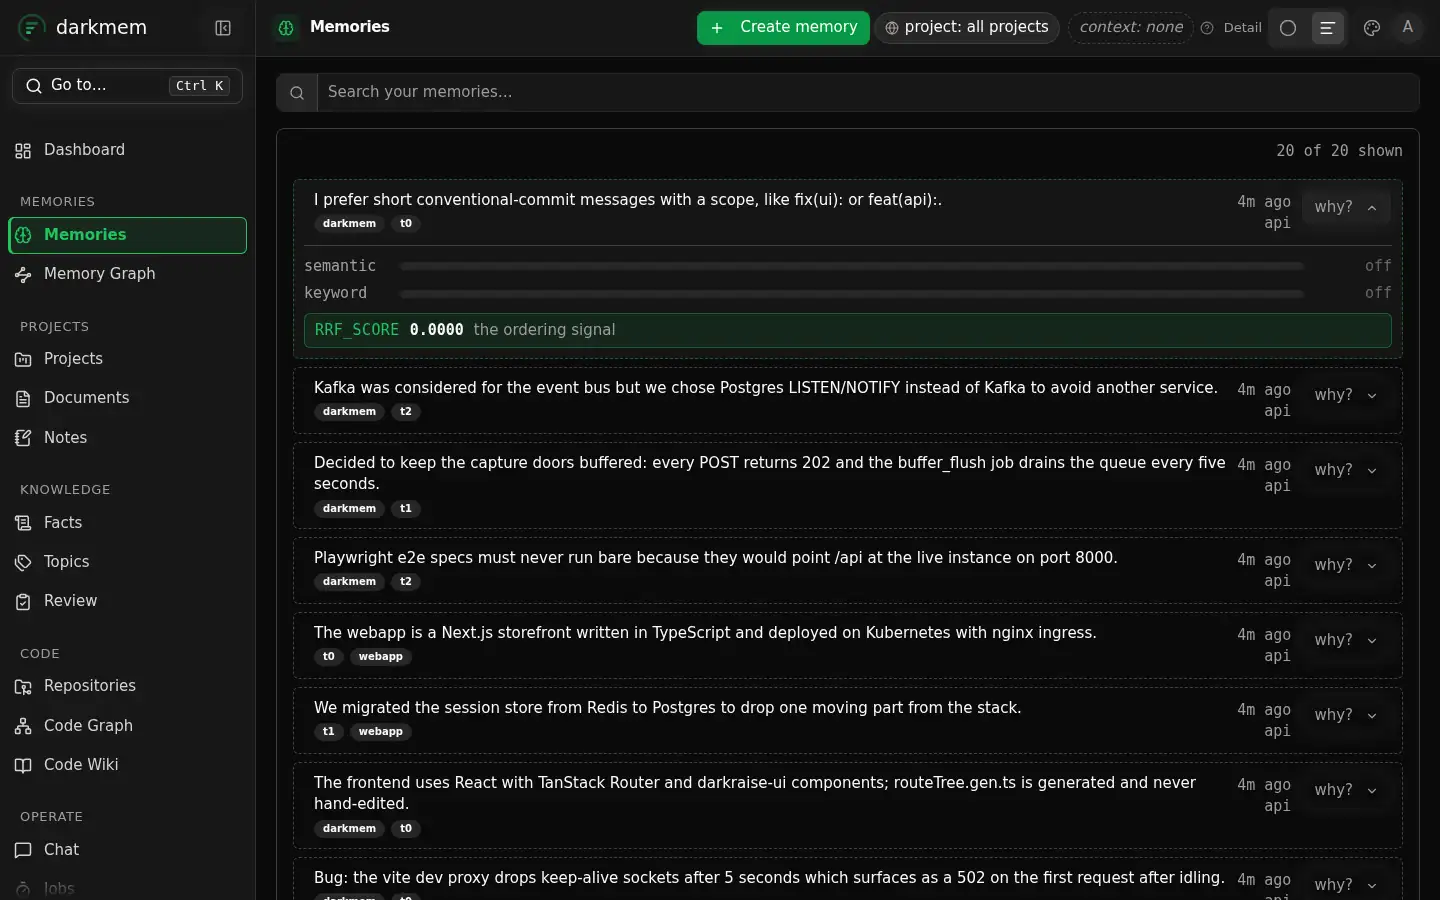 darkmem
Memories
Create memory
project: all projects
context: none
Detail
A
Go to...
Ctrl K
Search your memories...
Dashboard
MEMORIES
Memories
Memory Graph
PROJECTS
Projects
Documents
Notes
KNOWLEDGE
Facts
Topics
Review
CODE
Repositories
Code Graph
Code Wiki
OPERATE
Chat
Jobs
20 of 20 shown
I prefer short conventional-commit messages with a scope, like fix(ui): or feat(api):.
darkmem t0
4m ago
api
why?
semantic off
keyword off
RRF_SCORE 0.0000 the ordering signal
Kafka was considered for the event bus but we chose Postgres LISTEN/NOTIFY instead of Kafka to avoid another service.
darkmem t2
4m ago
api
why?
Decided to keep the capture doors buffered: every POST returns 202 and the buffer_flush job drains the queue every five
seconds.
darkmem t1
4m ago
api
why?
Playwright e2e specs must never run bare because they would point /api at the live instance on port 8000.
darkmem t2
4m ago
api
why?
The webapp is a Next.js storefront written in TypeScript and deployed on Kubernetes with nginx ingress.
t0 webapp
4m ago
api
why?
We migrated the session store from Redis to Postgres to drop one moving part from the stack.
t1 webapp
4m ago
api
why?
The frontend uses React with TanStack Router and darkraise-ui components; routeTree.gen.ts is generated and never
hand-edited.
darkmem t0
4m ago
api
why?
Bug: the vite dev proxy drops keep-alive sockets after 5 seconds which surfaces as a 502 on the first request after idling.
darkmem t0
4m ago
api
why?